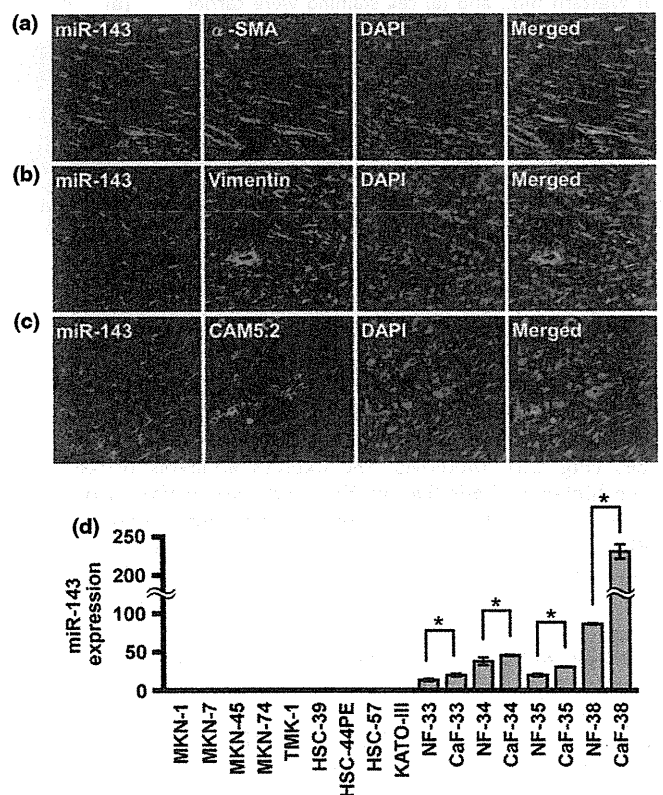 (a) miR-143 α-SMA DAPI Merged
(b) miR-143 Vimentin DAPI Merged
(c) miR-143 CAM5.2 DAPI Merged
(d)
250
200
100
50
0
miR-143
expression
* * * *
MKN-1
MKN-7
MKN-45
MKN-74
TMK-1
HSC-39
HSC-44PE
HSC-57
KATO-III
NF-33
CaF-33
NF-34
CaF-34
NF-35
CaF-35
NF-38
CaF-38